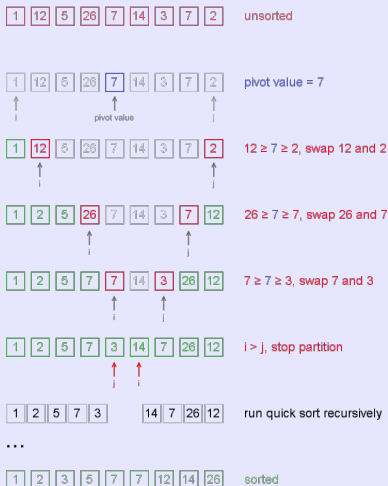 1 12 5 26 7 14 3 7 2 unsorted
1 12 5 26 7 14 3 7 2 pivot value = 7
i pivot value j
1 12 5 26 7 14 3 7 2 12 ≥ 7 ≥ 2, swap 12 and 2
i j
1 2 5 26 7 14 3 7 12 26 ≥ 7 ≥ 7, swap 26 and 7
i j
1 2 5 7 7 14 3 26 12 7 ≥ 7 ≥ 3, swap 7 and 3
i j
1 2 5 7 3 14 7 26 12 i > j, stop partition
j i
1 2 5 7 3 14 7 26 12 run quick sort recursively
...
1 2 3 5 7 7 12 14 26 sorted